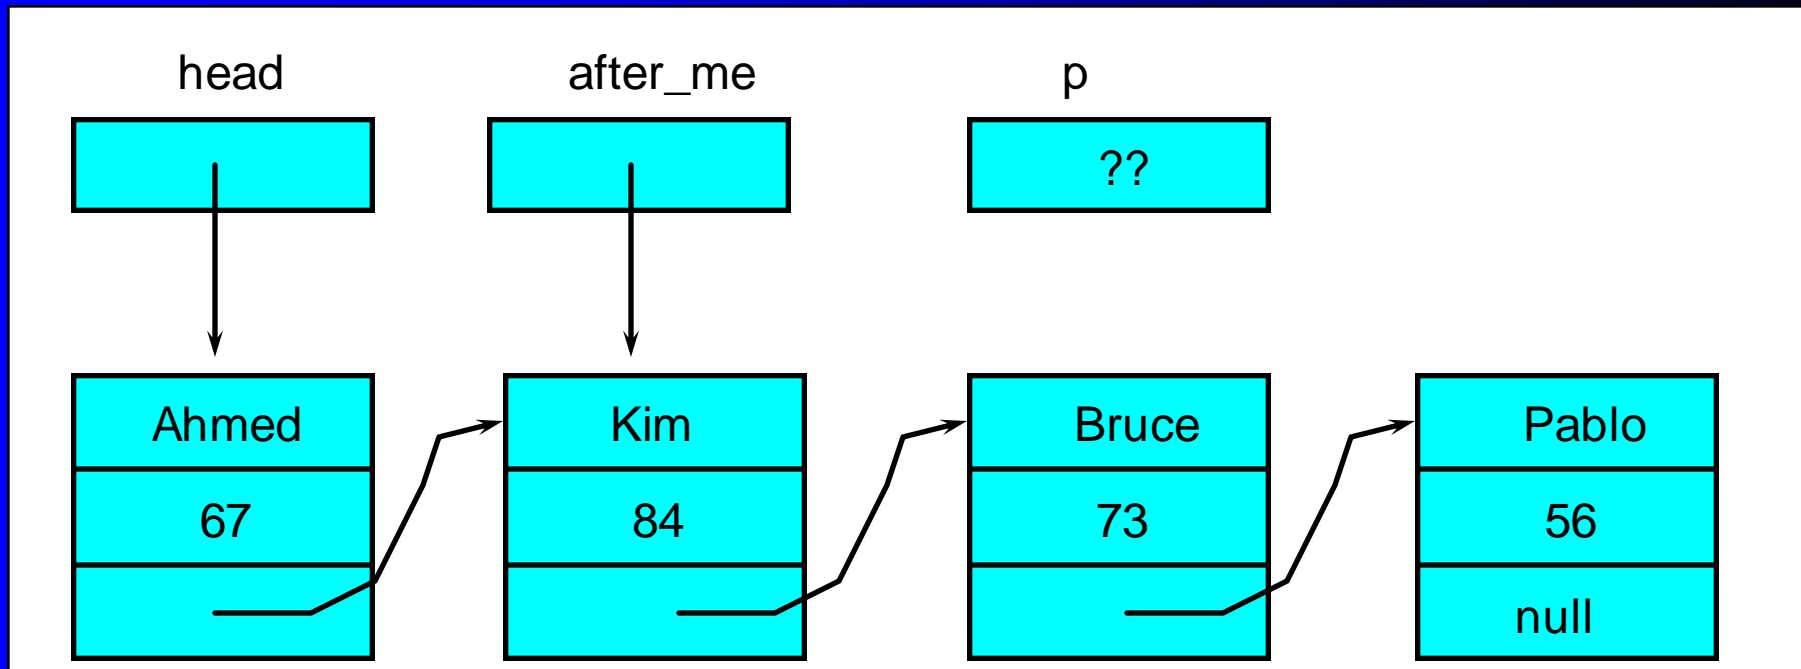 head after_me p
??
Ahmed Kim Bruce Pablo
67 84 73 56
null